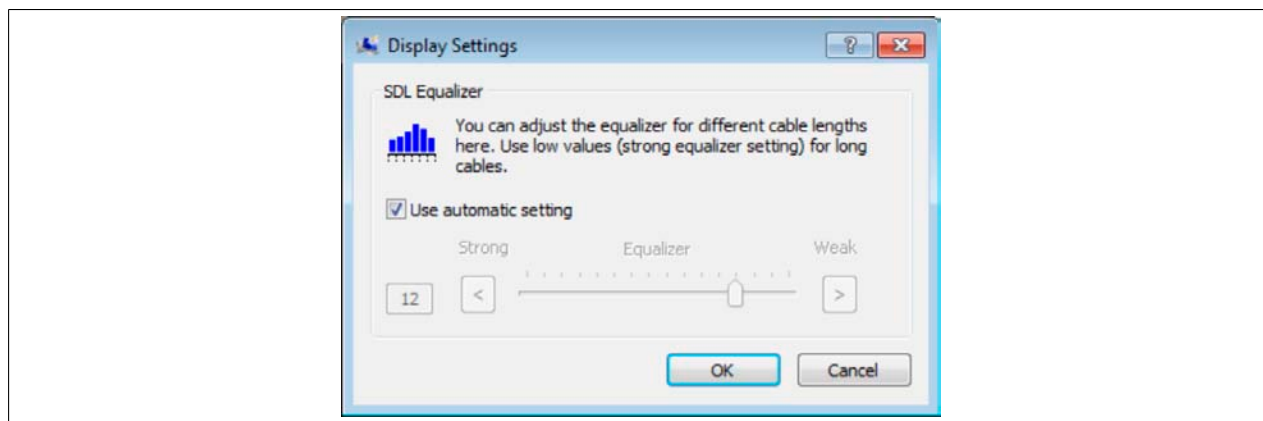 Display Settings
SDL Equalizer
You can adjust the equalizer for different cable lengths
here. Use low values (strong equalizer setting) for long
cables.
Use automatic setting
Strong Equalizer Weak
12 < >
OK Cancel